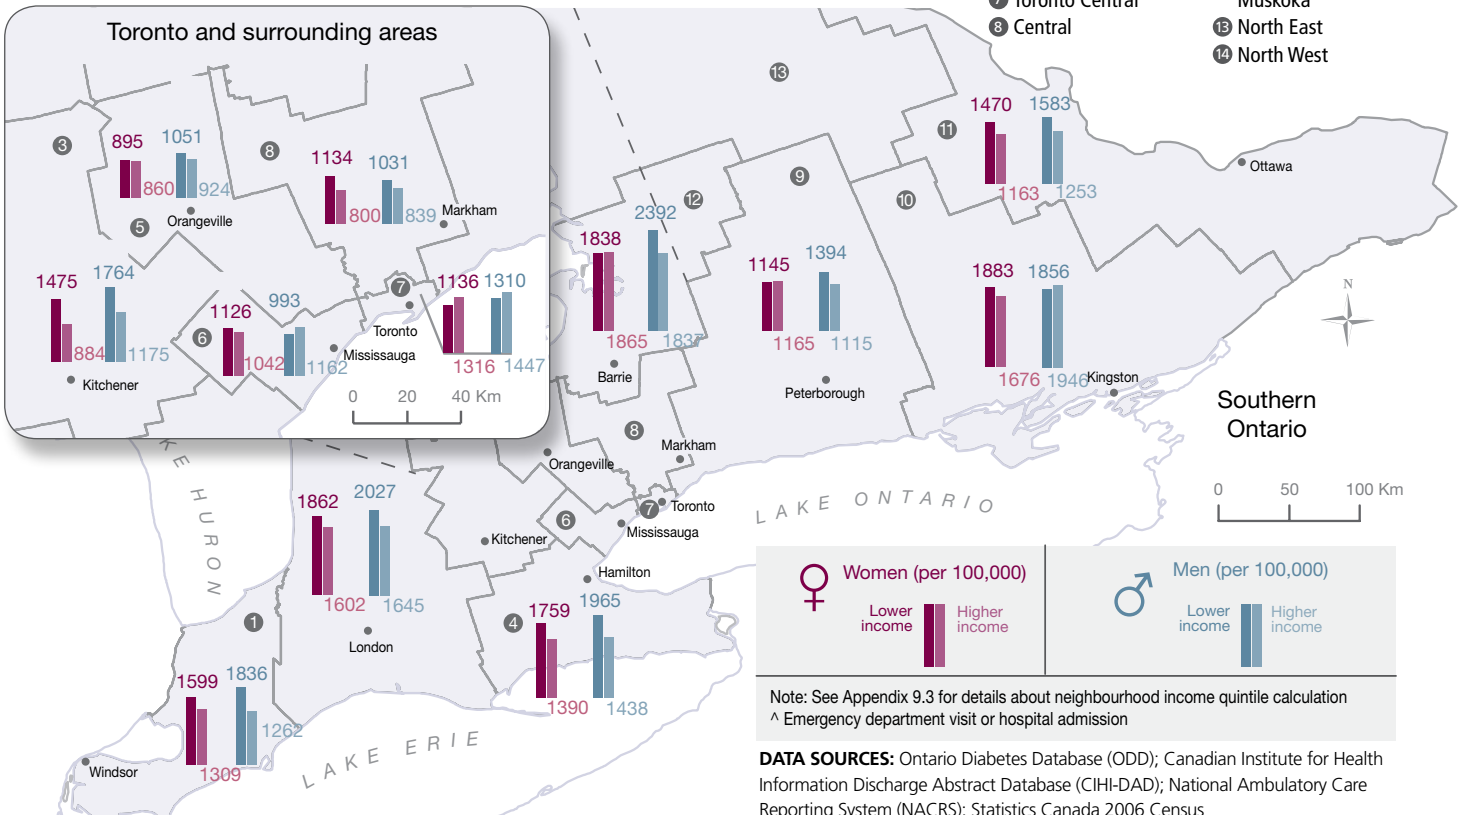 Toronto and surrounding areas
3
895
1051
860
924
Orangeville
5
8
1134
1031
800
839
Markham
1475
1764
884
1175
Kitchener
6
1126
993
1042
1162
Mississauga
7
Toronto
1136
1310
1316
1447
0 20 40 Km
7 Toronto Central
8 Central
Muskoka
13 North East
14 North West
13
11
1470
1583
1163
1253
Ottawa
12
1838
2392
1865
1837
Barrie
9
1145
1394
1165
1115
Peterborough
10
1883
1856
1676
1946
Kingston
N
Southern
Ontario
0 50 100 Km
8
Markham
Orangeville
7
Toronto
6
Mississauga
Kitchener
Hamilton
LAKE ONTARIO
KE HURON
1862
2027
1602
1645
London
4
1759
1965
1390
1438
1
1599
1836
1309
1262
Windsor
LAKE ERIE
Women (per 100,000)
Lower income
Higher income
Men (per 100,000)
Lower income
Higher income
Note: See Appendix 9.3 for details about neighbourhood income quintile calculation
^ Emergency department visit or hospital admission
DATA SOURCES: Ontario Diabetes Database (ODD); Canadian Institute for Health
Information Discharge Abstract Database (CIHI-DAD); National Ambulatory Care
Reporting System (NACRS); Statistics Canada 2006 Census